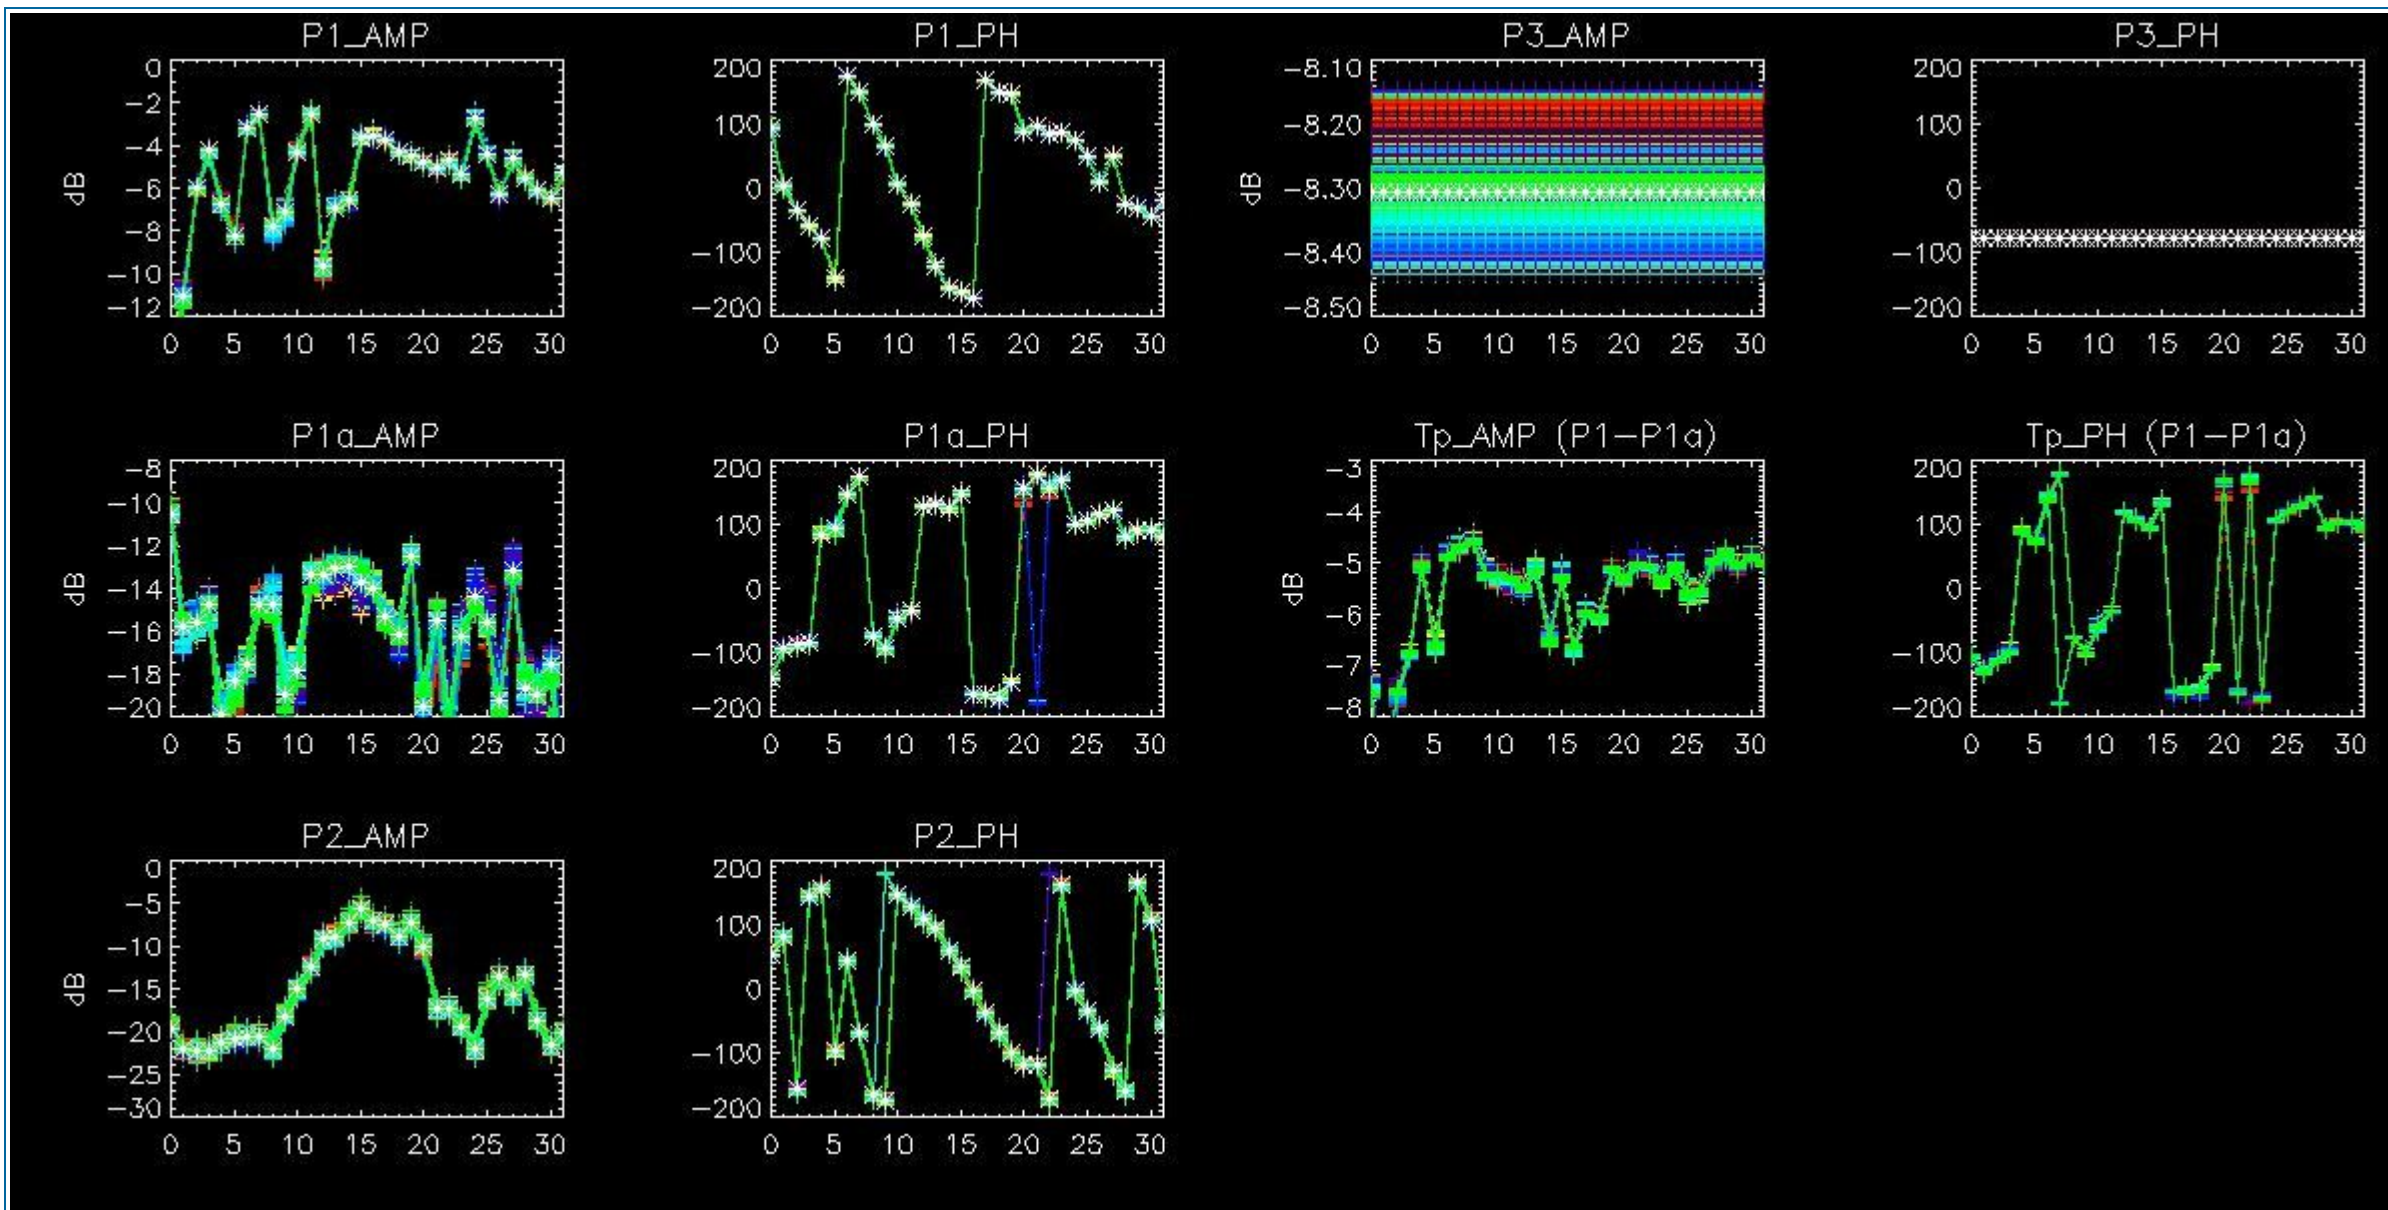 P1_AMP
0
−2
−4
−6
−8
−10
−12
dB
0 5 10 15 20 25 30
P1_PH
200
100
0
−100
−200
0 5 10 15 20 25 30
P3_AMP
−8.10
−8.20
−8.30
−8.40
−8.50
dB
0 5 10 15 20 25 30
P3_PH
200
100
0
−100
−200
0 5 10 15 20 25 30
P1a_AMP
−8
−10
−12
−14
−16
−18
−20
dB
0 5 10 15 20 25 30
P1a_PH
200
100
0
−100
−200
0 5 10 15 20 25 30
Tp_AMP (P1−P1a)
−3
−4
−5
−6
−7
−8
dB
0 5 10 15 20 25 30
Tp_PH (P1−P1a)
200
100
0
−100
−200
0 5 10 15 20 25 30
P2_AMP
0
−5
−10
−15
−20
−25
−30
dB
0 5 10 15 20 25 30
P2_PH
200
100
0
−100
−200
0 5 10 15 20 25 30